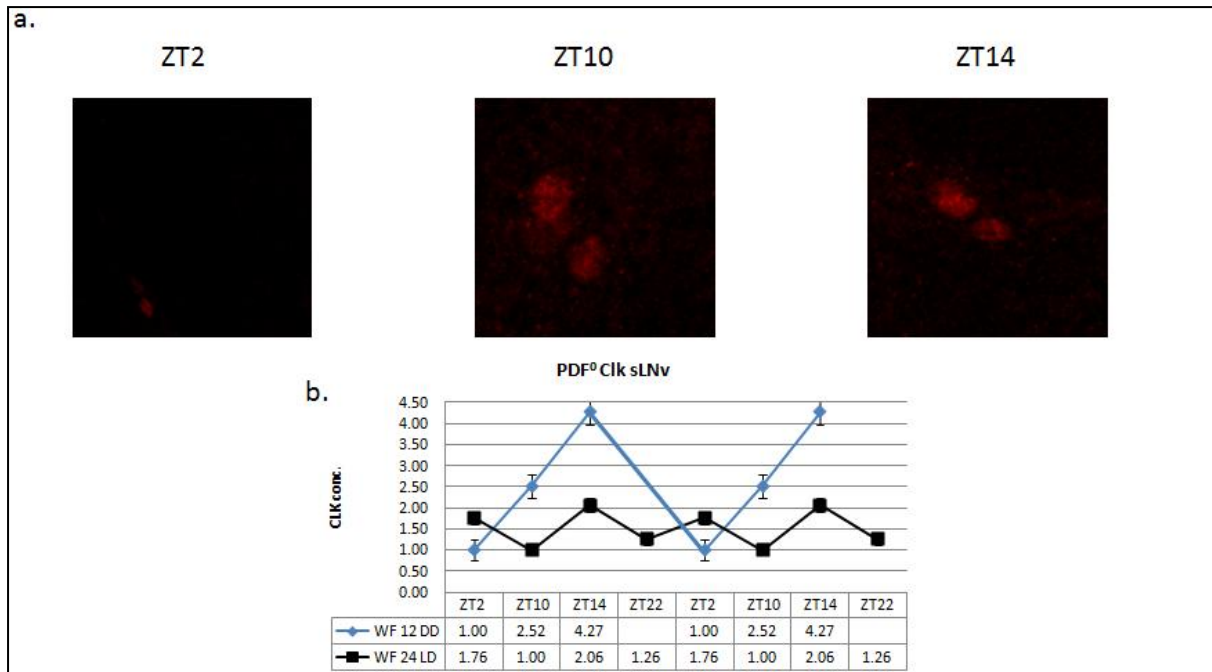 a.
ZT2 ZT10 ZT14
PDF⁰ Clk sLNv
b.
CLK conc.
4.50
4.00
3.50
3.00
2.50
2.00
1.50
1.00
0.50
0.00
ZT2 ZT10 ZT14 ZT22 ZT2 ZT10 ZT14 ZT22
WF 12 DD 1.00 2.52 4.27 1.00 2.52 4.27
WF 24 LD 1.76 1.00 2.06 1.26 1.76 1.00 2.06 1.26